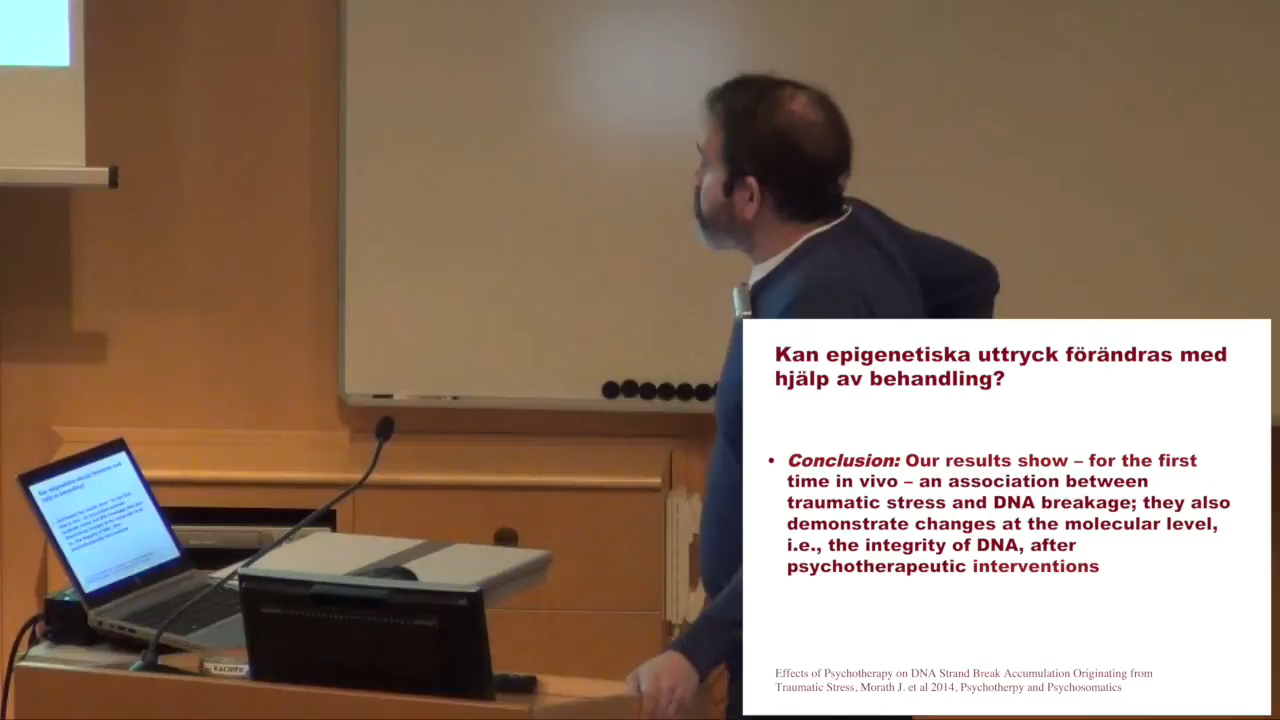 Kan epigenetiska uttryck förändras med
hjälp av behandling?
• Conclusion: Our results show – for the first
time in vivo – an association between
traumatic stress and DNA breakage; they also
demonstrate changes at the molecular level,
i.e., the integrity of DNA, after
psychotherapeutic interventions
Effects of Psychotherapy on DNA Strand Break Accumulation Originating from
Traumatic Stress, Morath J. et al 2014, Psychotherpy and Psychosomatics